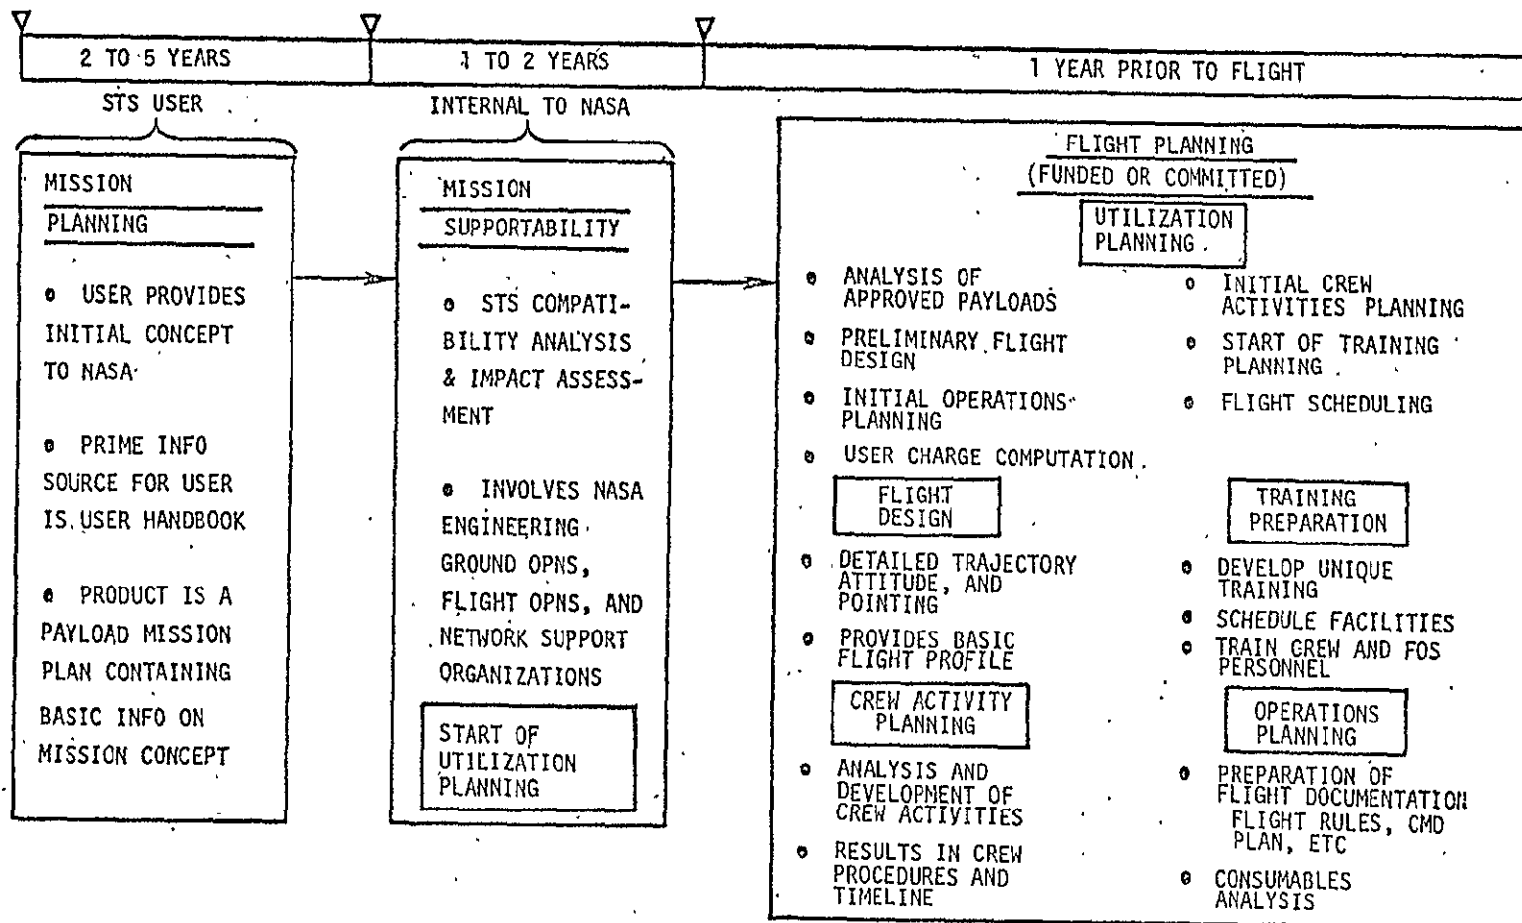 2 TO 5 YEARS
1 TO 2 YEARS
1 YEAR PRIOR TO FLIGHT
STS USER
INTERNAL TO NASA
MISSION
PLANNING
• USER PROVIDES
INITIAL CONCEPT
TO NASA
• PRIME INFO
SOURCE FOR USER
IS USER HANDBOOK
• PRODUCT IS A
PAYLOAD MISSION
PLAN CONTAINING
BASIC INFO ON
MISSION CONCEPT
MISSION
SUPPORTABILITY
• STS COMPATI-
BILITY ANALYSIS
& IMPACT ASSESS-
MENT
• INVOLVES NASA
ENGINEERING
GROUND OPNS,
FLIGHT OPNS, AND
NETWORK SUPPORT
ORGANIZATIONS
START OF
UTILIZATION
PLANNING
FLIGHT PLANNING
(FUNDED OR COMMITTED)
UTILIZATION
PLANNING
• ANALYSIS OF
APPROVED PAYLOADS
• PRELIMINARY FLIGHT
DESIGN
• INITIAL OPERATIONS
PLANNING
• USER CHARGE COMPUTATION
• INITIAL CREW
ACTIVITIES PLANNING
• START OF TRAINING
PLANNING
• FLIGHT SCHEDULING
FLIGHT
DESIGN
• DETAILED TRAJECTORY
ATTITUDE, AND
POINTING
• PROVIDES BASIC
FLIGHT PROFILE
TRAINING
PREPARATION
• DEVELOP UNIQUE
TRAINING
• SCHEDULE FACILITIES
• TRAIN CREW AND FOS
PERSONNEL
CREW ACTIVITY
PLANNING
• ANALYSIS AND
DEVELOPMENT OF
CREW ACTIVITIES
• RESULTS IN CREW
PROCEDURES AND
TIMELINE
OPERATIONS
PLANNING
• PREPARATION OF
FLIGHT DOCUMENTATION
FLIGHT RULES, CMD
PLAN, ETC
• CONSUMABLES
ANALYSIS